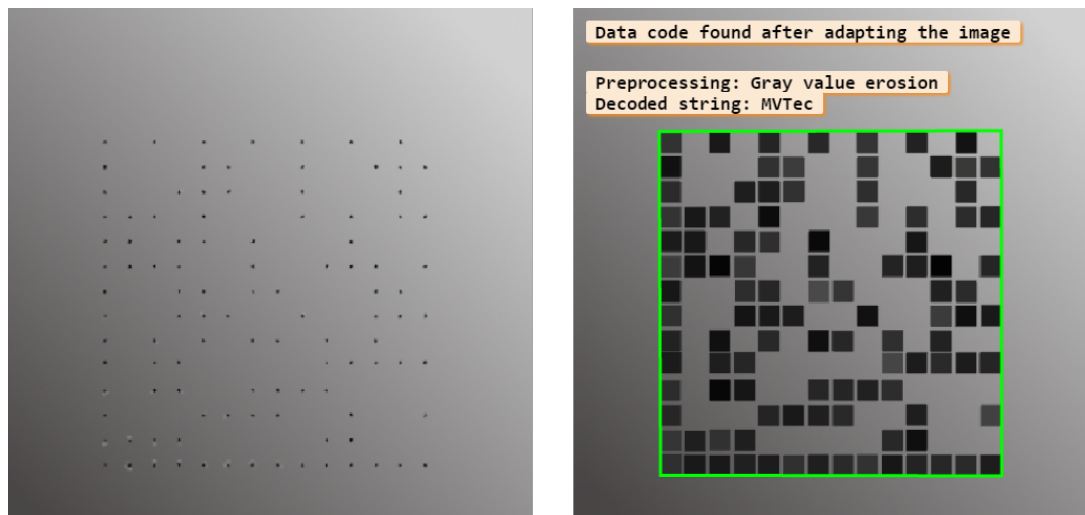 Data code found after adapting the image
Preprocessing: Gray value erosion
Decoded string: MVTec